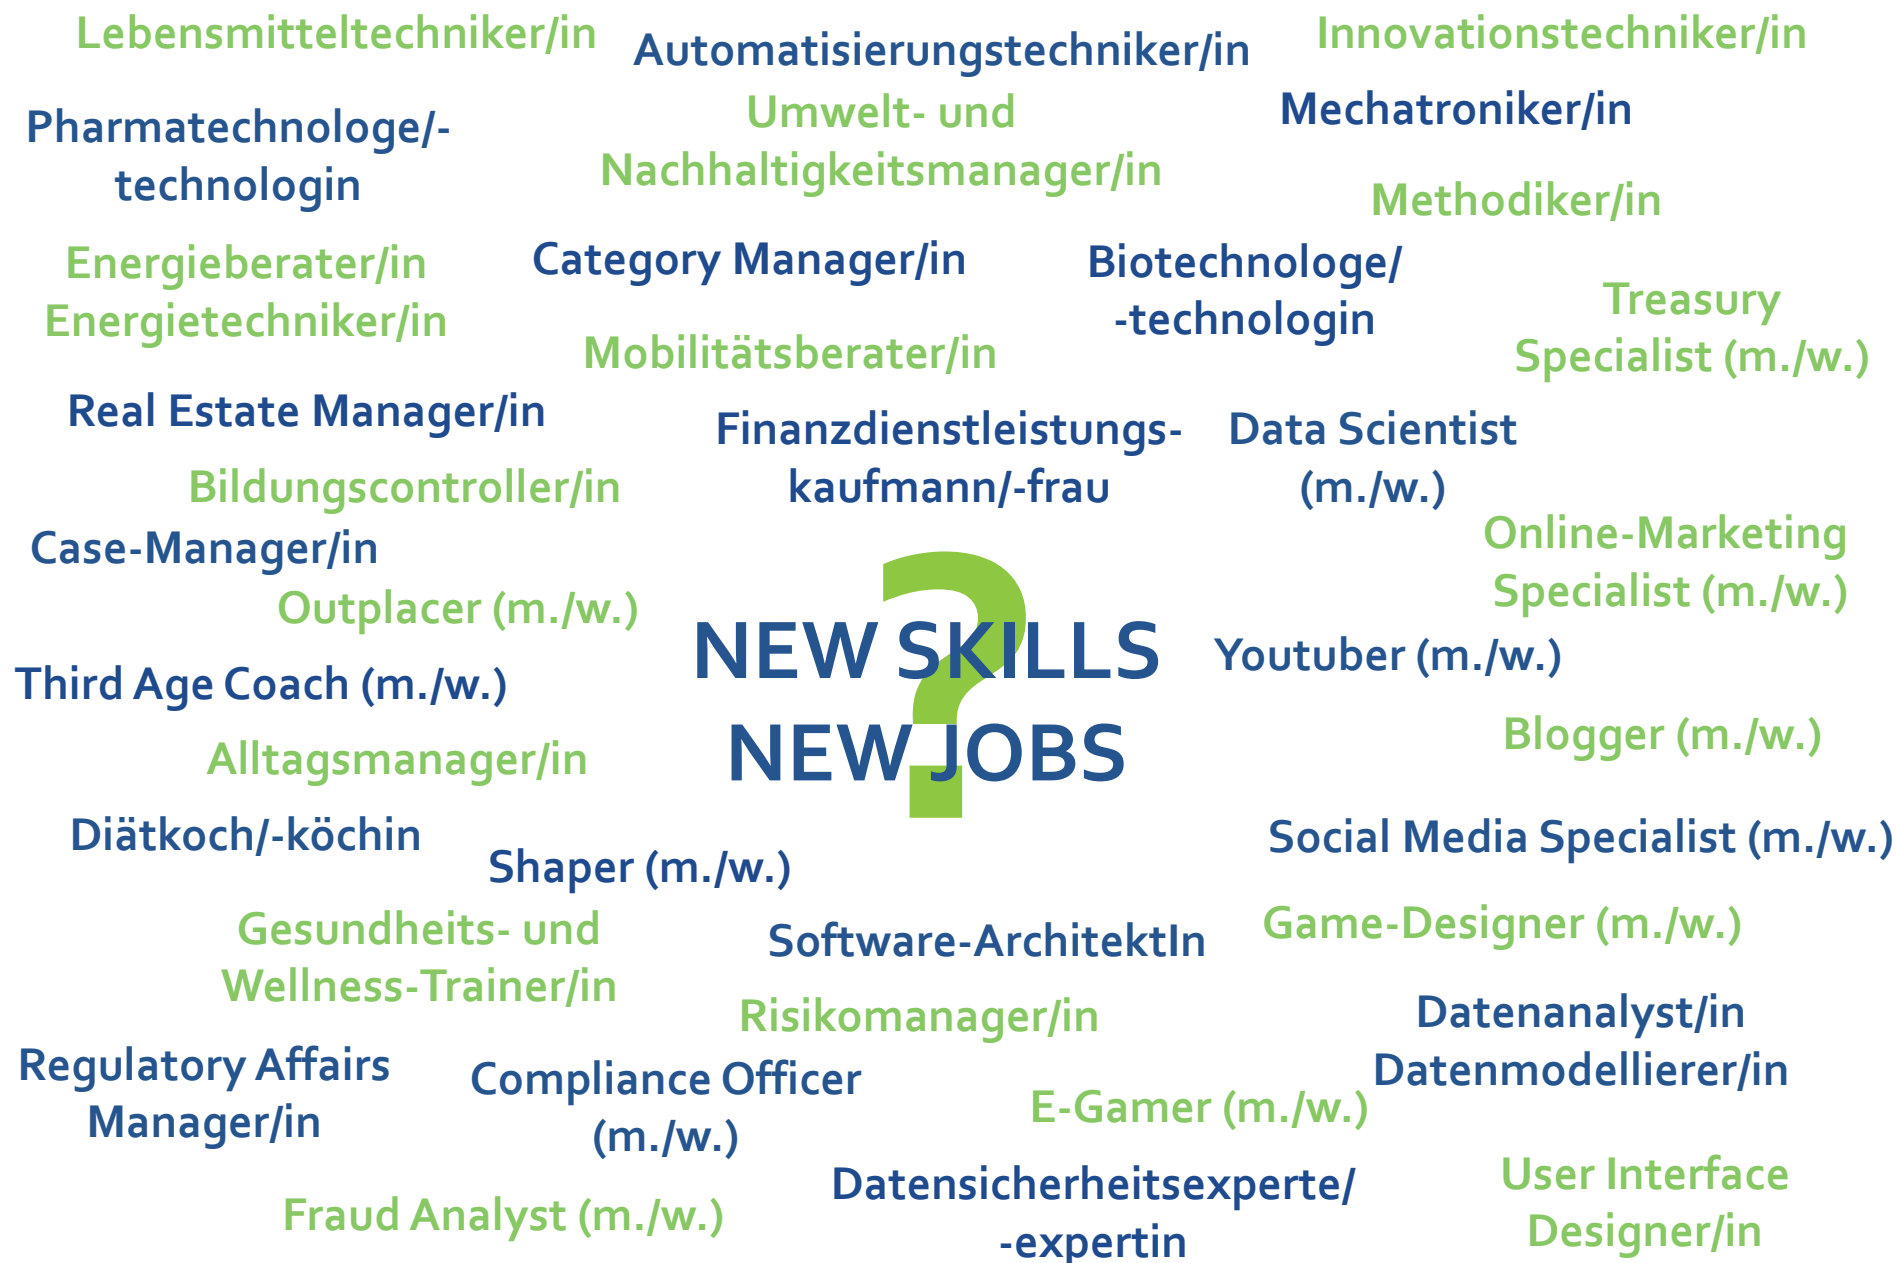 Lebensmitteltechniker/in
Automatisierungstechniker/in
Innovationstechniker/in
Pharmatechnologe/-
technologin
Umwelt- und
Nachhaltigkeitsmanager/in
Mechatroniker/in
Methodiker/in
Energieberater/in
Energietechniker/in
Category Manager/in
Biotechnologe/
-technologin
Treasury
Specialist (m./w.)
Mobilitätsberater/in
Real Estate Manager/in
Finanzdienstleistungs-
kaufmann/-frau
Data Scientist
(m./w.)
Bildungscontroller/in
Case-Manager/in
Online-Marketing
Specialist (m./w.)
Outplacer (m./w.)
?
NEW SKILLS
NEW JOBS
Youtuber (m./w.)
Third Age Coach (m./w.)
Blogger (m./w.)
Alltagsmanager/in
Diätkoch/-köchin
Shaper (m./w.)
Social Media Specialist (m./w.)
Gesundheits- und
Wellness-Trainer/in
Software-ArchitektIn
Game-Designer (m./w.)
Risikomanager/in
Datenanalyst/in
Datenmodellierer/in
Regulatory Affairs
Manager/in
Compliance Officer
(m./w.)
E-Gamer (m./w.)
Fraud Analyst (m./w.)
Datensicherheitsexperte/
-expertin
User Interface
Designer/in